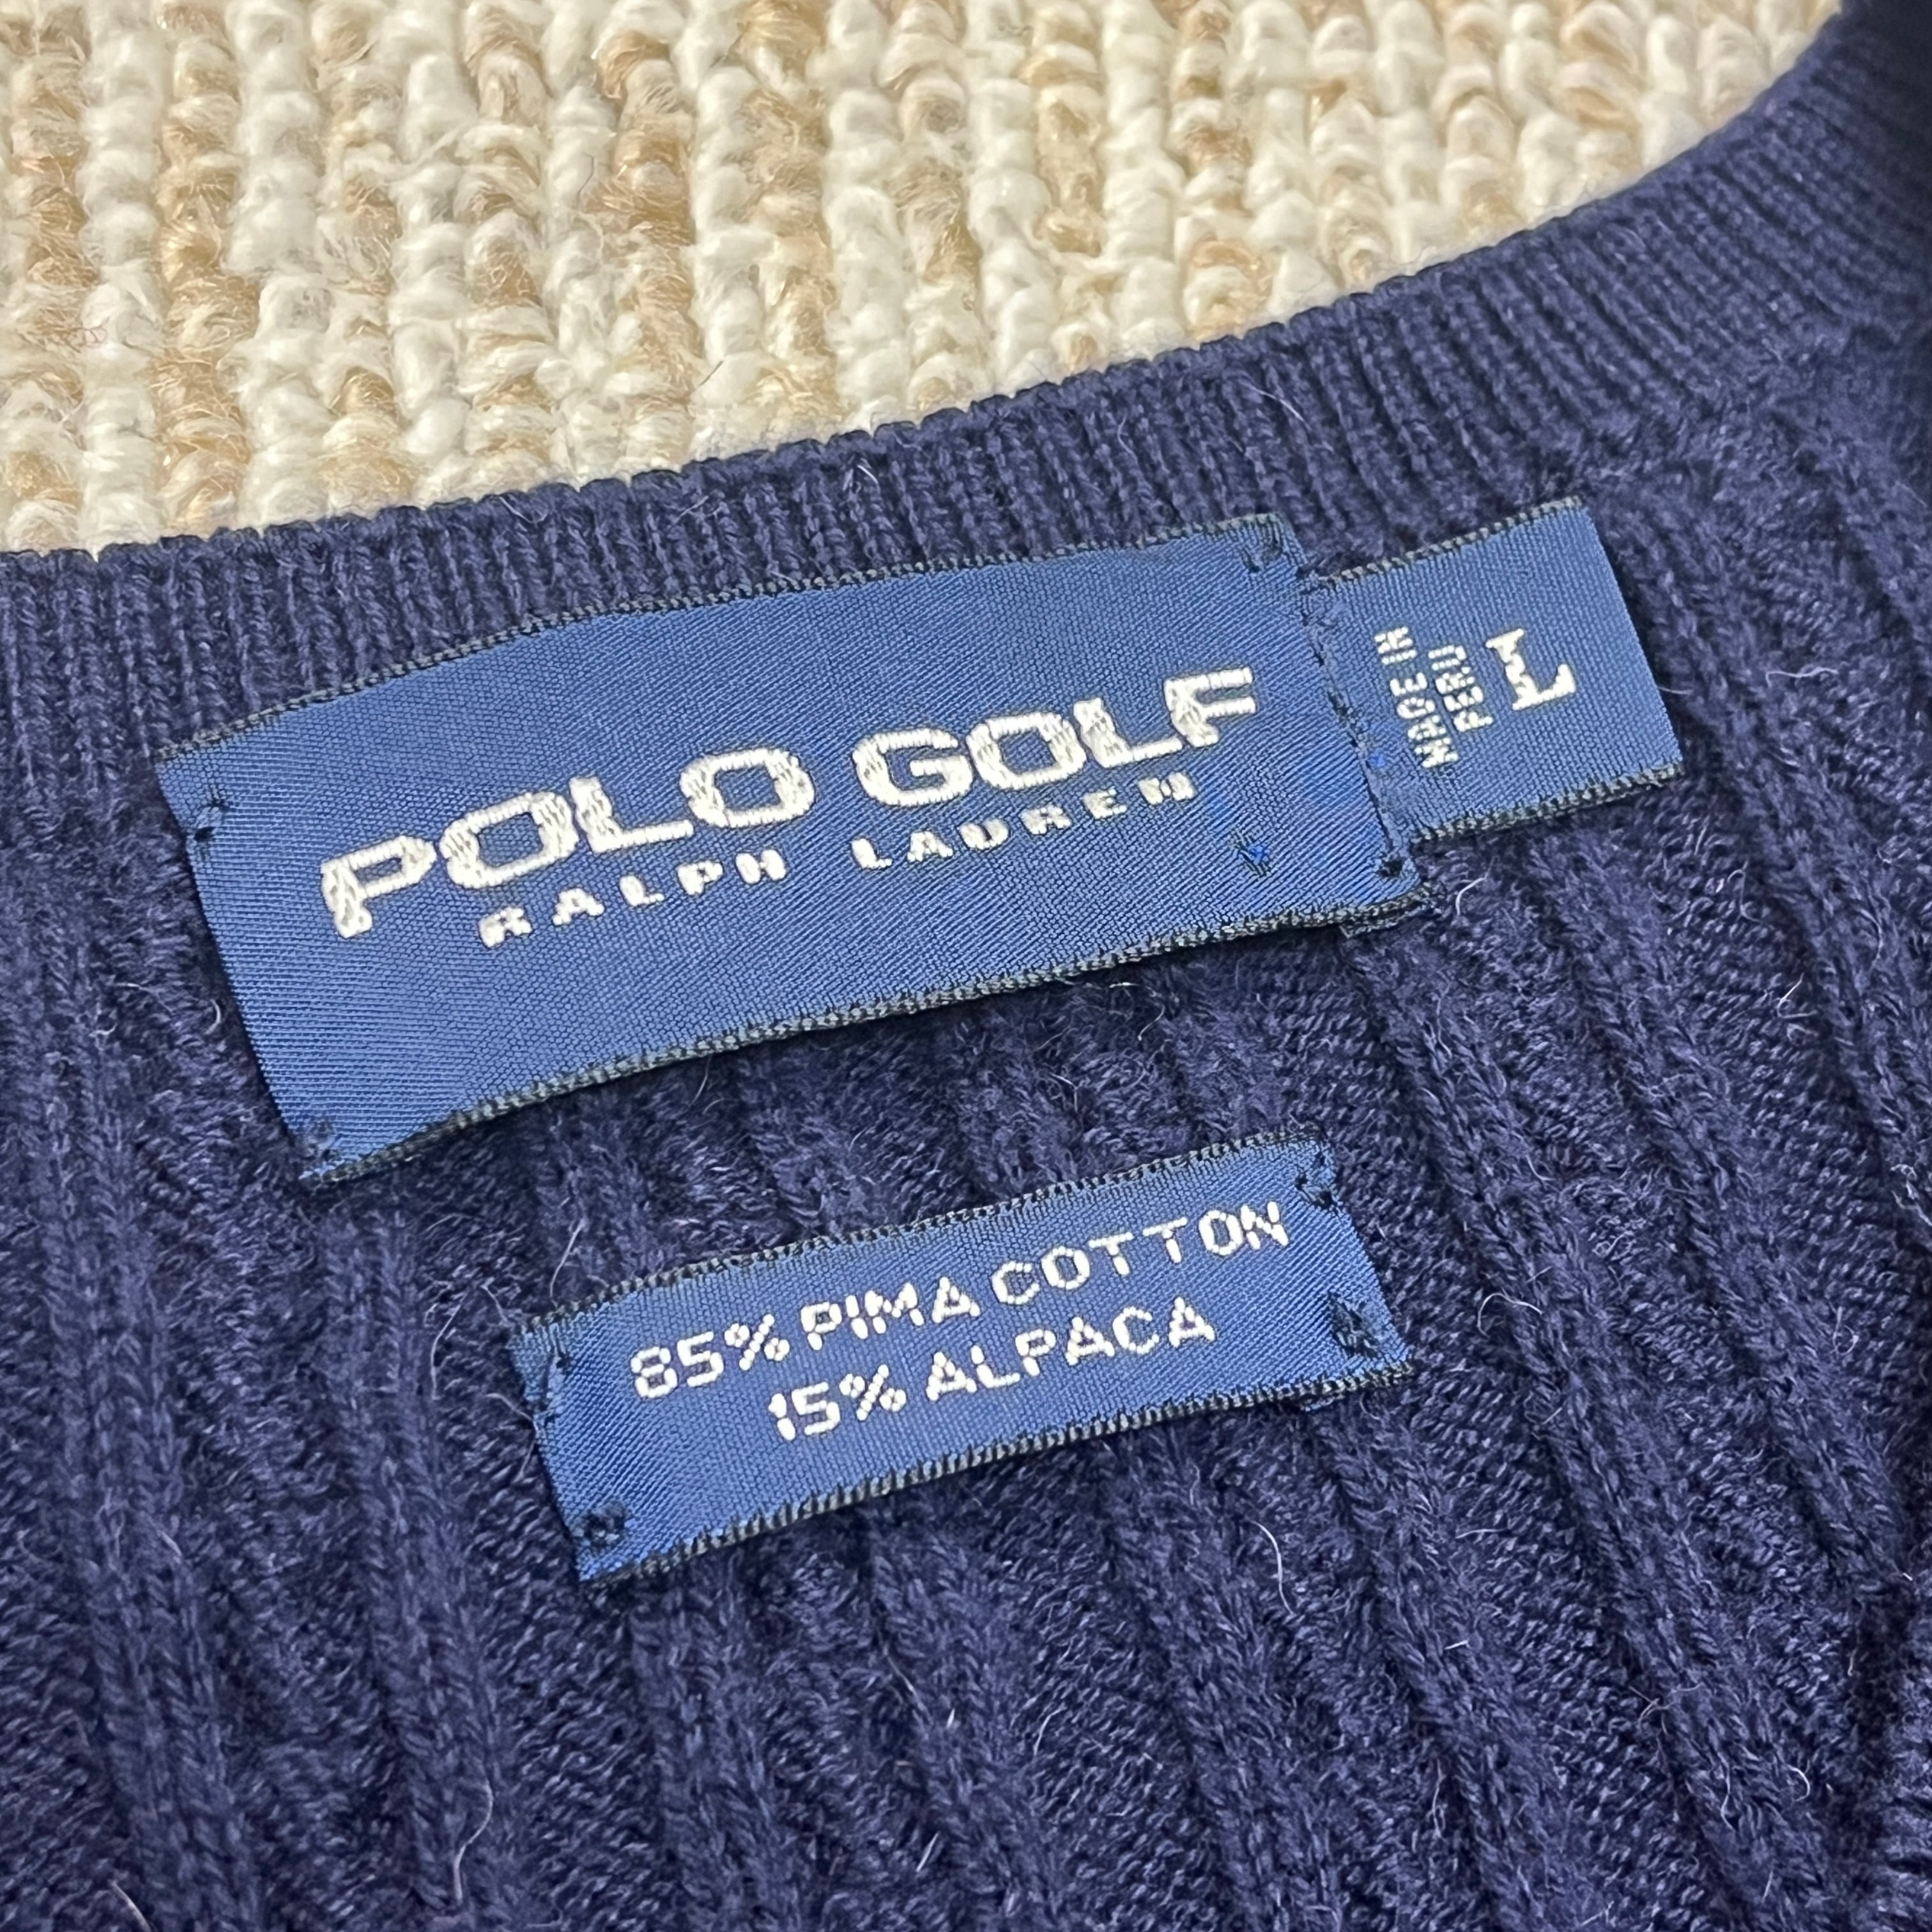 POLO GOLF
RALPH LAUREN
MADE IN
PERU
L
85% PIMA COTTON
15% ALPACA